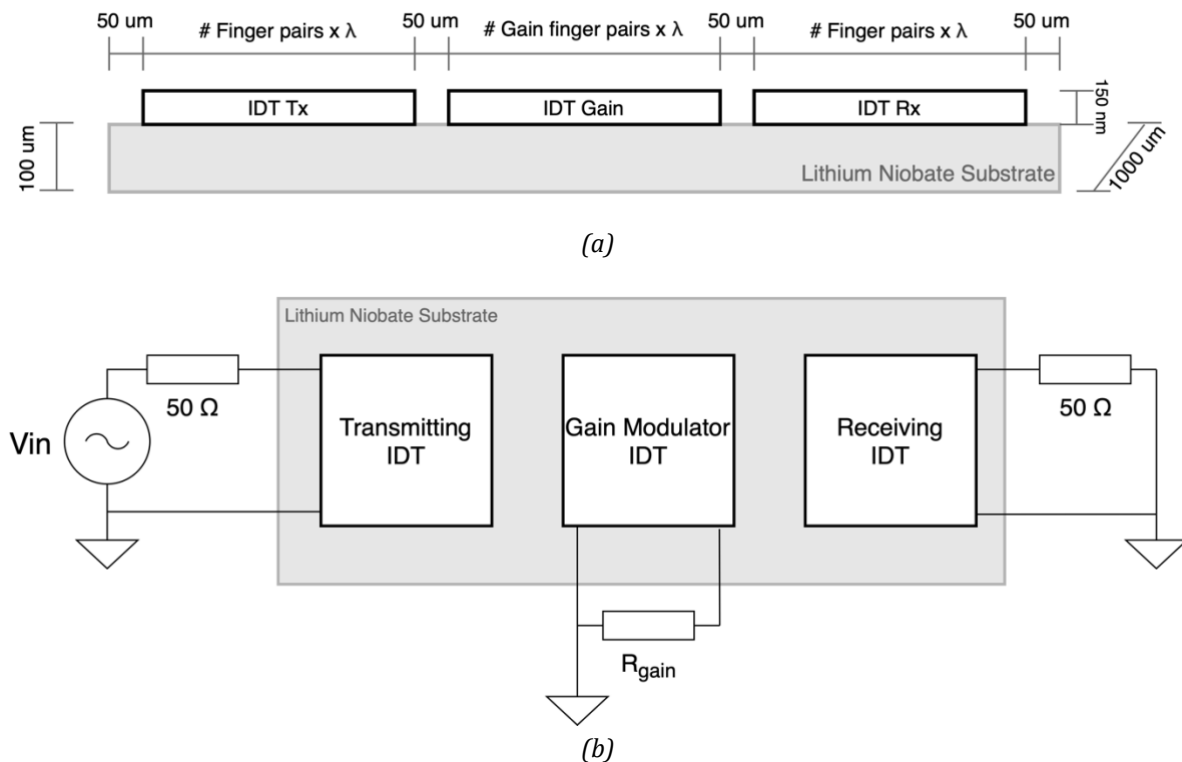 50 um # Finger pairs x λ 50 um # Gain finger pairs x λ 50 um # Finger pairs x λ 50 um
IDT Tx IDT Gain IDT Rx
150 nm
100 um
1000 um
Lithium Niobate Substrate
(a)
Lithium Niobate Substrate
50 Ω
Vin
Transmitting
IDT
Gain Modulator
IDT
Receiving
IDT
50 Ω
Rgain
(b)